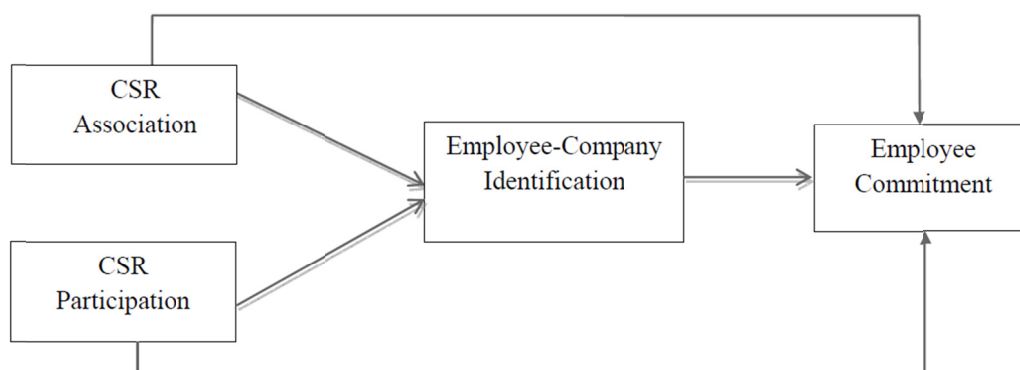 CSR
Association
Employee-Company
Identification
Employee
Commitment
CSR
Participation